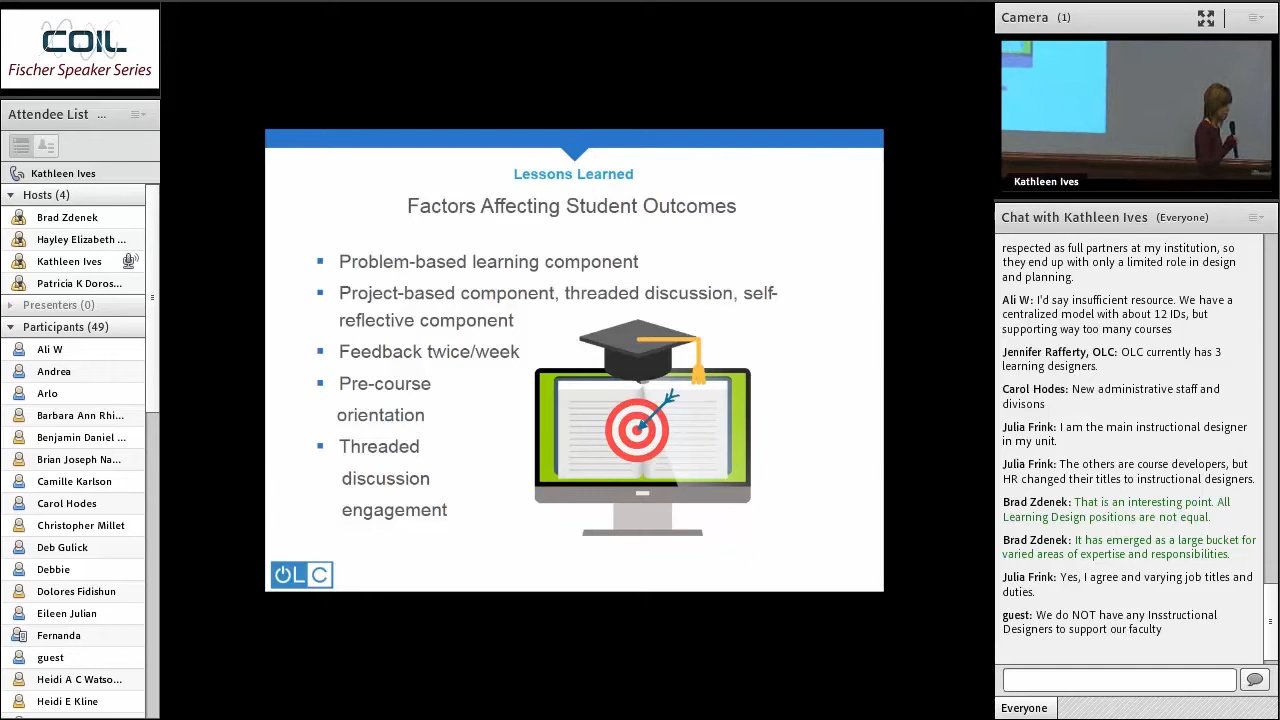 COIL
Fischer Speaker Series
Attendee List ...
Kathleen Ives
Hosts (4)
Brad Zdenek
Hayley Elizabeth ...
Kathleen Ives
Patricia K Doros...
Presenters (0)
Participants (49)
Ali W
Andrea
Arlo
Barbara Ann Rhi...
Benjamin Daniel ...
Brian Joseph Na...
Camille Karlson
Carol Hodes
Christopher Millet
Deb Gulick
Debbie
Dolores Fidishun
Eileen Julian
Fernanda
guest
Heidi A C Watso...
Heidi E Kline
Lessons Learned
Factors Affecting Student Outcomes
Problem-based learning component
Project-based component, threaded discussion, self-
reflective component
Feedback twice/week
Pre-course
orientation
Threaded
discussion
engagement
OLC
Camera (1)
Kathleen Ives
Chat with Kathleen Ives (Everyone)
respected as full partners at my institution, so
they end up with only a limited role in design
and planning.
Ali W: I'd say insufficient resource. We have a
centralized model with about 12 IDs, but
supporting way too many courses
Jennifer Rafferty, OLC: OLC currently has 3
learning designers.
Carol Hodes: New administrative staff and
divisons
Julia Frink: I am the main instructional designer
in my unit.
Julia Frink: The others are course developers, but
HR changed their titles to instructional designers.
Brad Zdenek: That is an interesting point. All
Learning Design positions are not equal.
Brad Zdenek: It has emerged as a large bucket for
varied areas of expertise and responsibilities.
Julia Frink: Yes, I agree and varying job titles and
duties.
guest: We do NOT have any Insstructional
Designers to support our faculty
Everyone